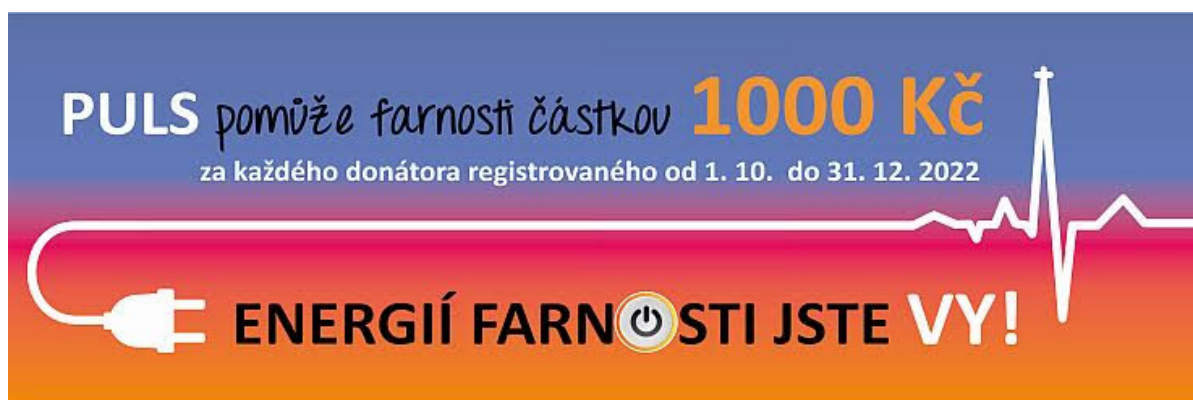 PULS pomůže farnosti částkou 1000 Kč
za každého donátora registrovaného od 1. 10. do 31. 12. 2022
ENERGIÍ FARNOSTI JSTE VY!